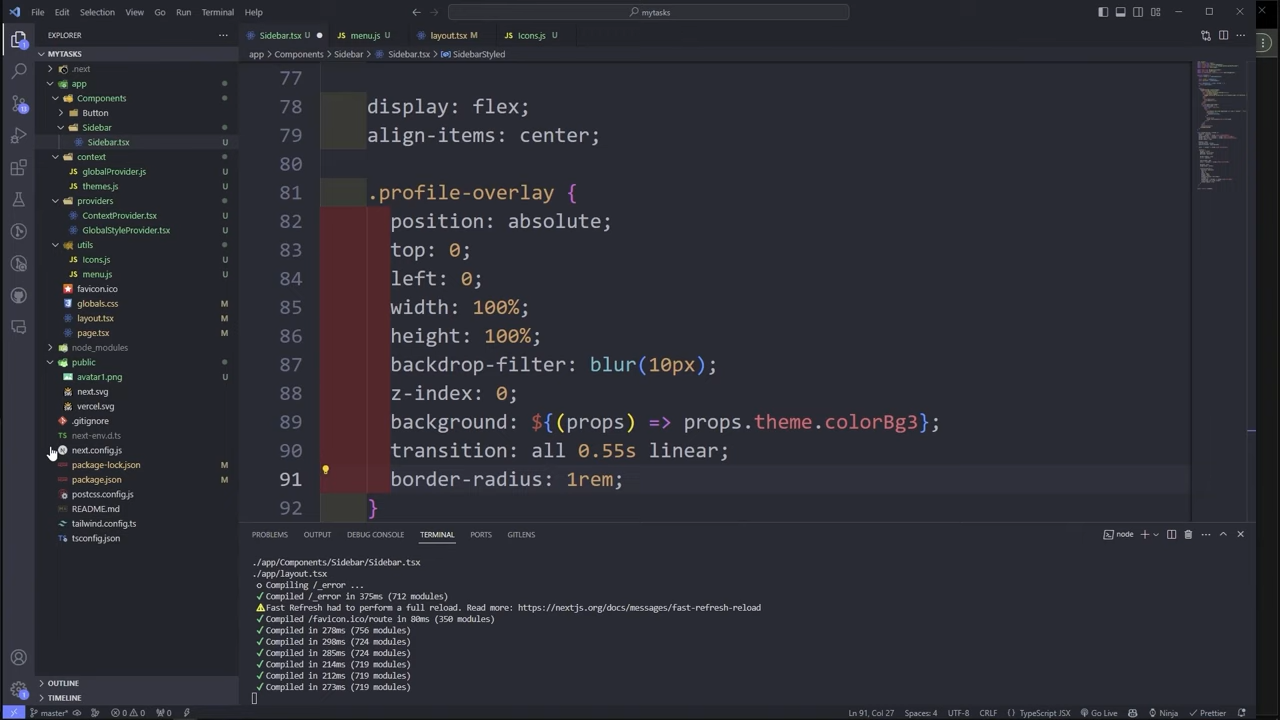 File Edit Selection View Go Run Terminal Help
mytasks
EXPLORER
MYTASKS
.next
app
Components
Button
Sidebar
Sidebar.tsx U
context
globalProvider.js U
themes.js U
providers
ContextProvider.tsx U
GlobalStyleProvider.tsx U
utils
Icons.js U
menu.js U
favicon.ico
globals.css M
layout.tsx M
page.tsx M
node_modules
public
avatar1.png U
next.svg
vercel.svg
.gitignore
next-env.d.ts
next.config.js
package-lock.json M
package.json M
postcss.config.js
README.md
tailwind.config.ts
tsconfig.json
OUTLINE
TIMELINE
Sidebar.tsx U
menu.js U
layout.tsx M
Icons.js U
app > Components > Sidebar > Sidebar.tsx > SidebarStyled
77
78 display: flex;
79 align-items: center;
80
81 .profile-overlay {
82 position: absolute;
83 top: 0;
84 left: 0;
85 width: 100%;
86 height: 100%;
87 backdrop-filter: blur(10px);
88 z-index: 0;
89 background: ${(props) => props.theme.colorBg3};
90 transition: all 0.55s linear;
91 border-radius: 1rem;
92 }
PROBLEMS OUTPUT DEBUG CONSOLE TERMINAL PORTS GITLENS
node
./app/Components/Sidebar/Sidebar.tsx
./app/layout.tsx
○ Compiling /_error ...
✓ Compiled /_error in 375ms (712 modules)
⚠ Fast Refresh had to perform a full reload. Read more: https://nextjs.org/docs/messages/fast-refresh-reload
✓ Compiled /favicon.ico/route in 80ms (350 modules)
✓ Compiled in 278ms (756 modules)
✓ Compiled in 298ms (724 modules)
✓ Compiled in 285ms (724 modules)
✓ Compiled in 214ms (719 modules)
✓ Compiled in 212ms (719 modules)
✓ Compiled in 273ms (719 modules)
master* 0 0 0 Ln 91, Col 27 Spaces: 4 UTF-8 CRLF TypeScript JSX Go Live Ninja Prettier